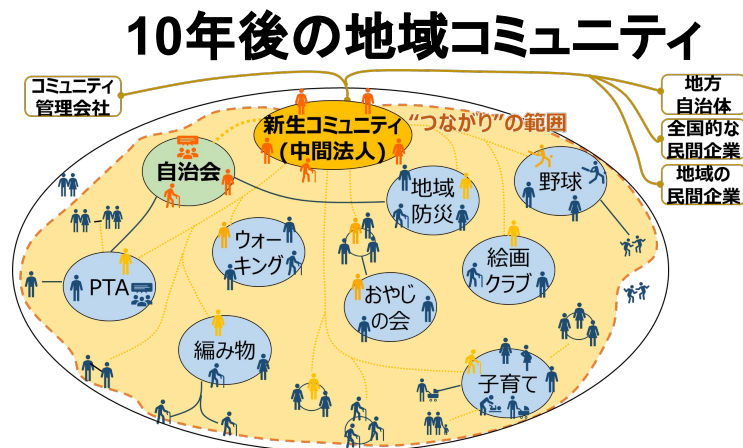 10年後の地域コミュニティ
コミュニティ
管理会社
地方
自治体
全国的な
民間企業
地域の
民間企業
新生コミュニティ
(中間法人)
“つながり”の範囲
自治会
地域
防災
野球
ウォー
キング
絵画
クラブ
PTA
おやじ
の会
編み物
子育て